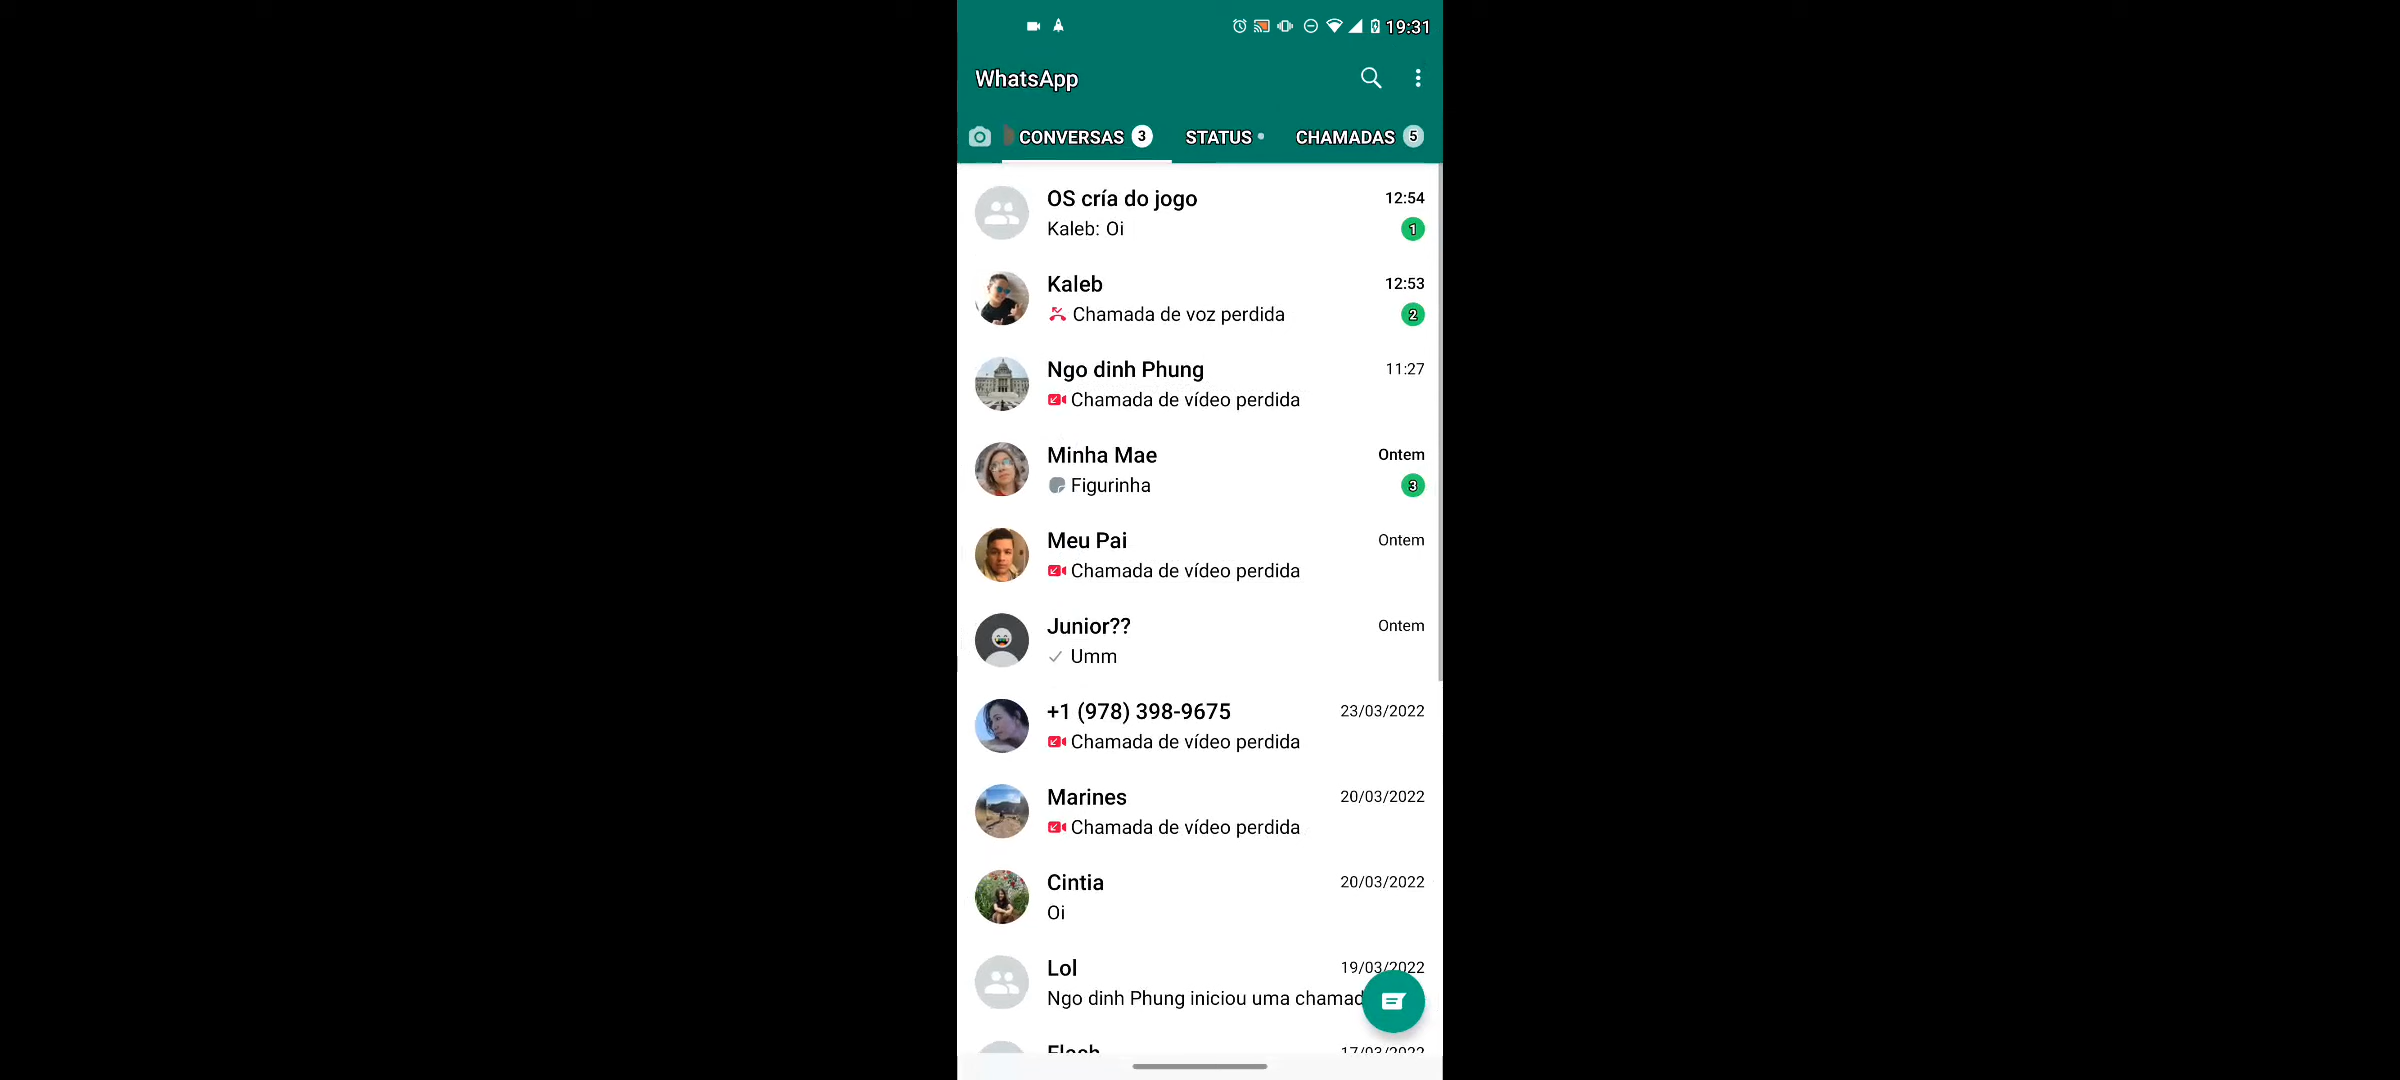 19:31
WhatsApp
CONVERSAS 3 STATUS CHAMADAS 5
OS cría do jogo 12:54
Kaleb: Oi 1
Kaleb 12:53
Chamada de voz perdida 2
Ngo dinh Phung 11:27
Chamada de vídeo perdida
Minha Mae Ontem
Figurinha 3
Meu Pai Ontem
Chamada de vídeo perdida
Junior?? Ontem
Umm
+1 (978) 398-9675 23/03/2022
Chamada de vídeo perdida
Marines 20/03/2022
Chamada de vídeo perdida
Cintia 20/03/2022
Oi
Lol 19/03/2022
Ngo dinh Phung iniciou uma chamad
17/03/2022